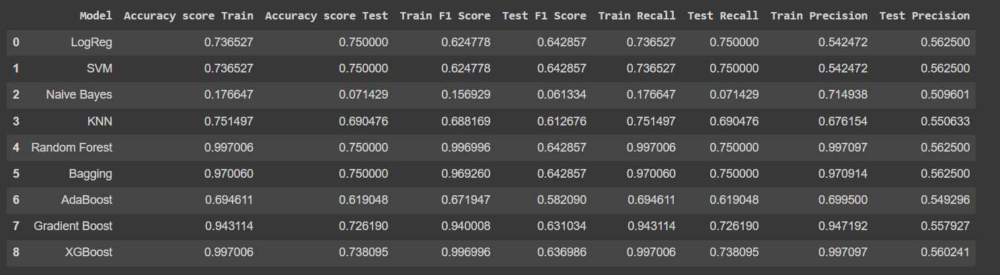 Model Accuracy score Train Accuracy score Test Train F1 Score Test F1 Score Train Recall Test Recall Train Precision Test Precision
0 LogReg 0.736527 0.750000 0.624778 0.642857 0.736527 0.750000 0.542472 0.562500
1 SVM 0.736527 0.750000 0.624778 0.642857 0.736527 0.750000 0.542472 0.562500
2 Naive Bayes 0.176647 0.071429 0.156929 0.061334 0.176647 0.071429 0.714938 0.509601
3 KNN 0.751497 0.690476 0.688169 0.612676 0.751497 0.690476 0.676154 0.550633
4 Random Forest 0.997006 0.750000 0.996996 0.642857 0.997006 0.750000 0.997097 0.562500
5 Bagging 0.970060 0.750000 0.969260 0.642857 0.970060 0.750000 0.970914 0.562500
6 AdaBoost 0.694611 0.619048 0.671947 0.582090 0.694611 0.619048 0.699500 0.549296
7 Gradient Boost 0.943114 0.726190 0.940008 0.631034 0.943114 0.726190 0.947192 0.557927
8 XGBoost 0.997006 0.738095 0.996996 0.636986 0.997006 0.738095 0.997097 0.560241